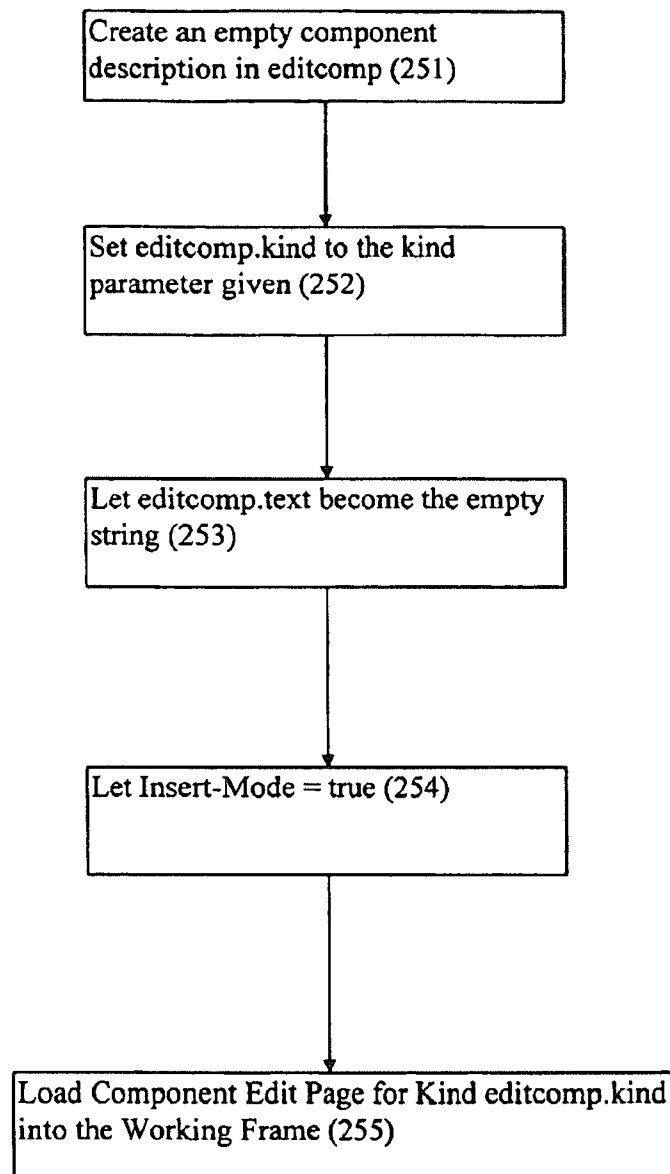 Create an empty component
description in editcomp (251)
Set editcomp.kind to the kind
parameter given (252)
Let editcomp.text become the empty
string (253)
Let Insert-Mode = true (254)
Load Component Edit Page for Kind editcomp.kind
into the Working Frame (255)